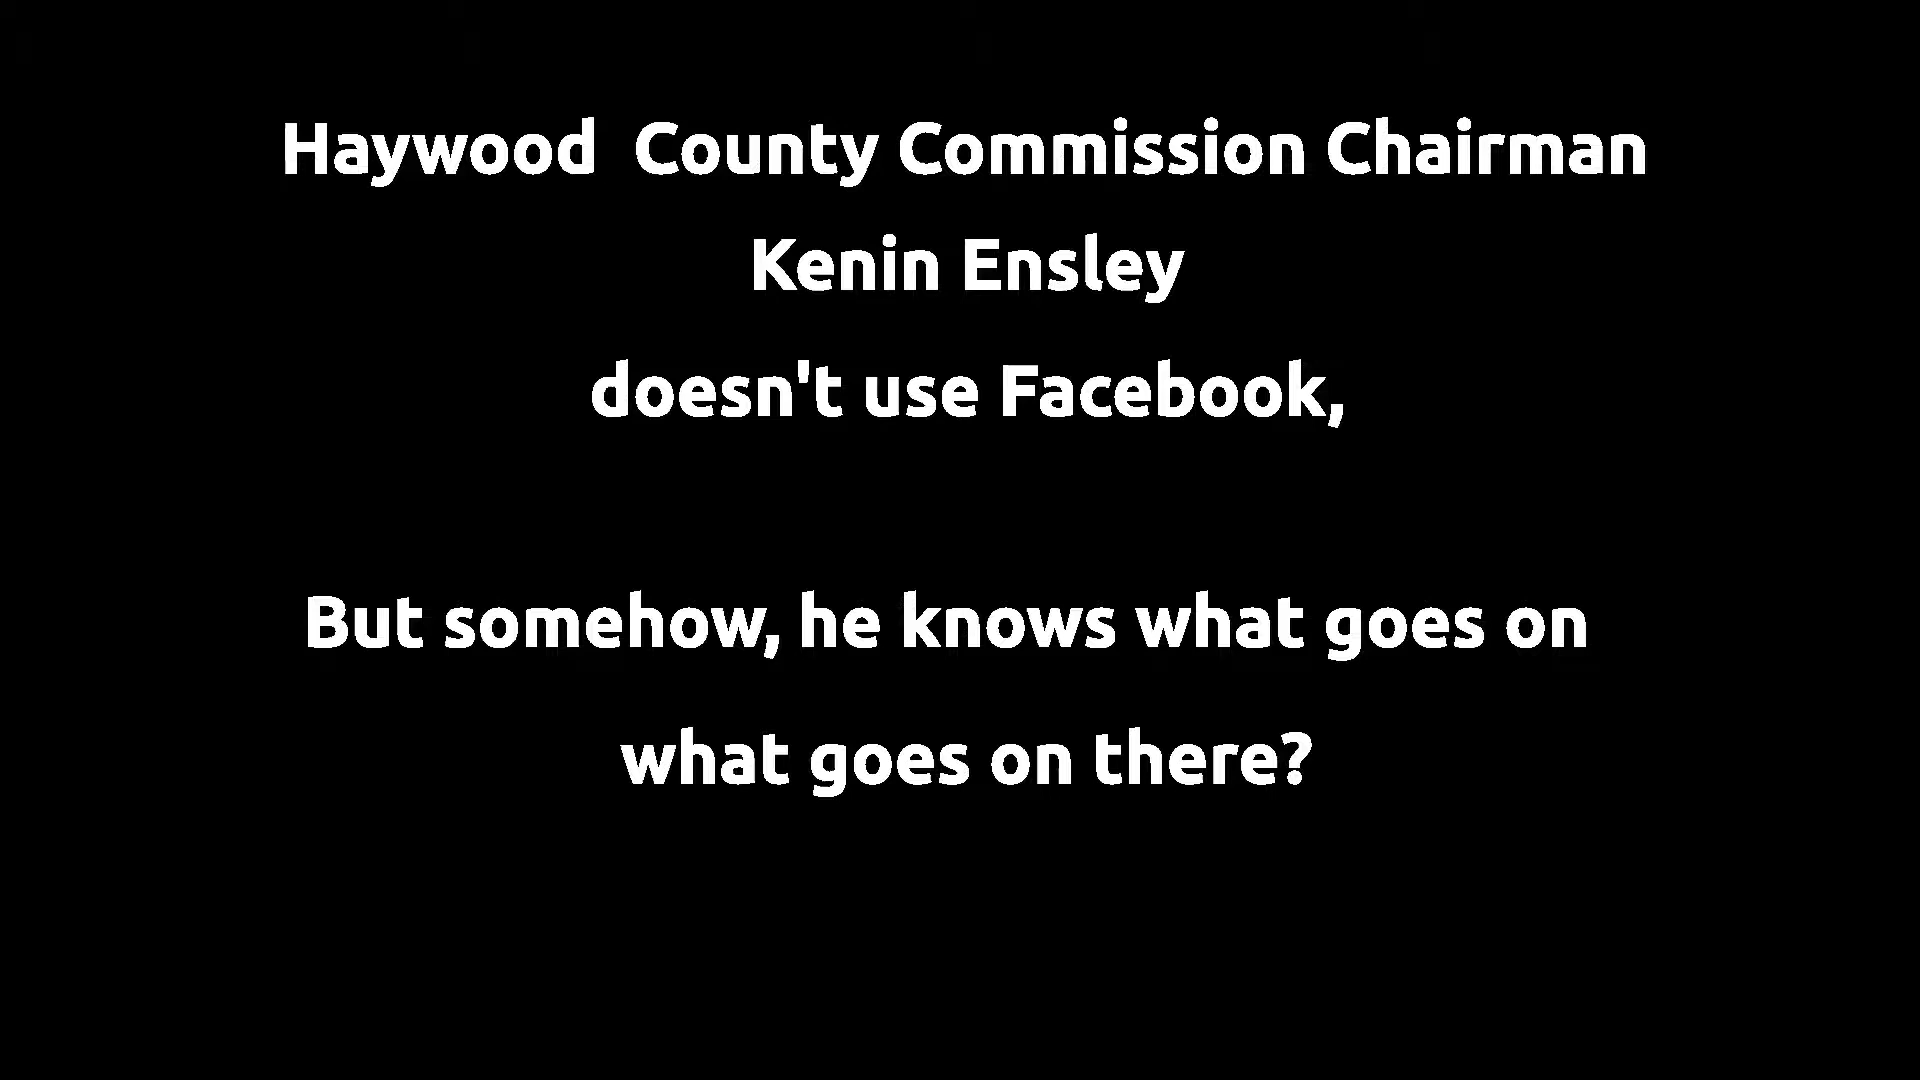 Haywood  County Commission Chairman
Kenin Ensley
doesn't use Facebook,
But somehow, he knows what goes on
what goes on there?